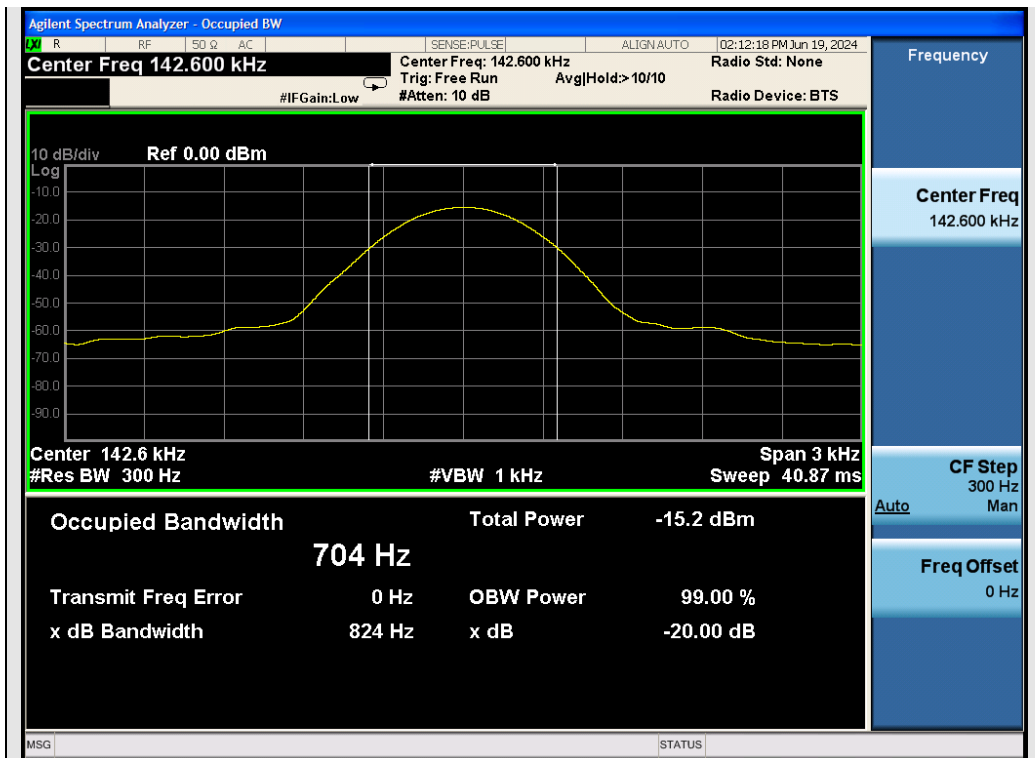 Agilent Spectrum Analyzer - Occupied BW
LXI R RF 50 Ω AC SENSE:PULSE ALIGN AUTO 02:12:18 PM Jun 19, 2024
Center Freq 142.600 kHz
Center Freq: 142.600 kHz Radio Std: None
Trig: Free Run Avg|Hold:>10/10
#IFGain:Low #Atten: 10 dB Radio Device: BTS
10 dB/div Ref 0.00 dBm
Log
-10.0
-20.0
-30.0
-40.0
-50.0
-60.0
-70.0
-80.0
-90.0
Center 142.6 kHz Span 3 kHz
#Res BW 300 Hz #VBW 1 kHz Sweep 40.87 ms
Occupied Bandwidth Total Power -15.2 dBm
704 Hz
Transmit Freq Error 0 Hz OBW Power 99.00 %
x dB Bandwidth 824 Hz x dB -20.00 dB
Frequency
Center Freq
142.600 kHz
CF Step
300 Hz
Auto Man
Freq Offset
0 Hz
MSG STATUS